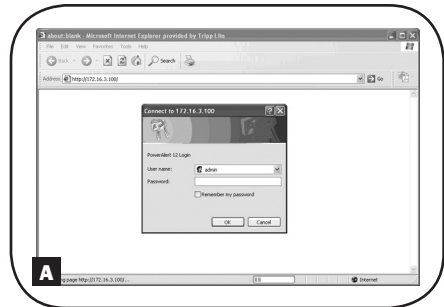 about:blank - Microsoft Internet Explorer provided by Tripp Lite
File Edit View Favorites Tools Help
Back Search
Address http://172.16.3.100/ Go
Connect to 172.16.3.100
PowerAlert 12 Login
User name: admin
Password:
Remember my password
OK Cancel
A
ng page http://172.16.3.100/... Internet